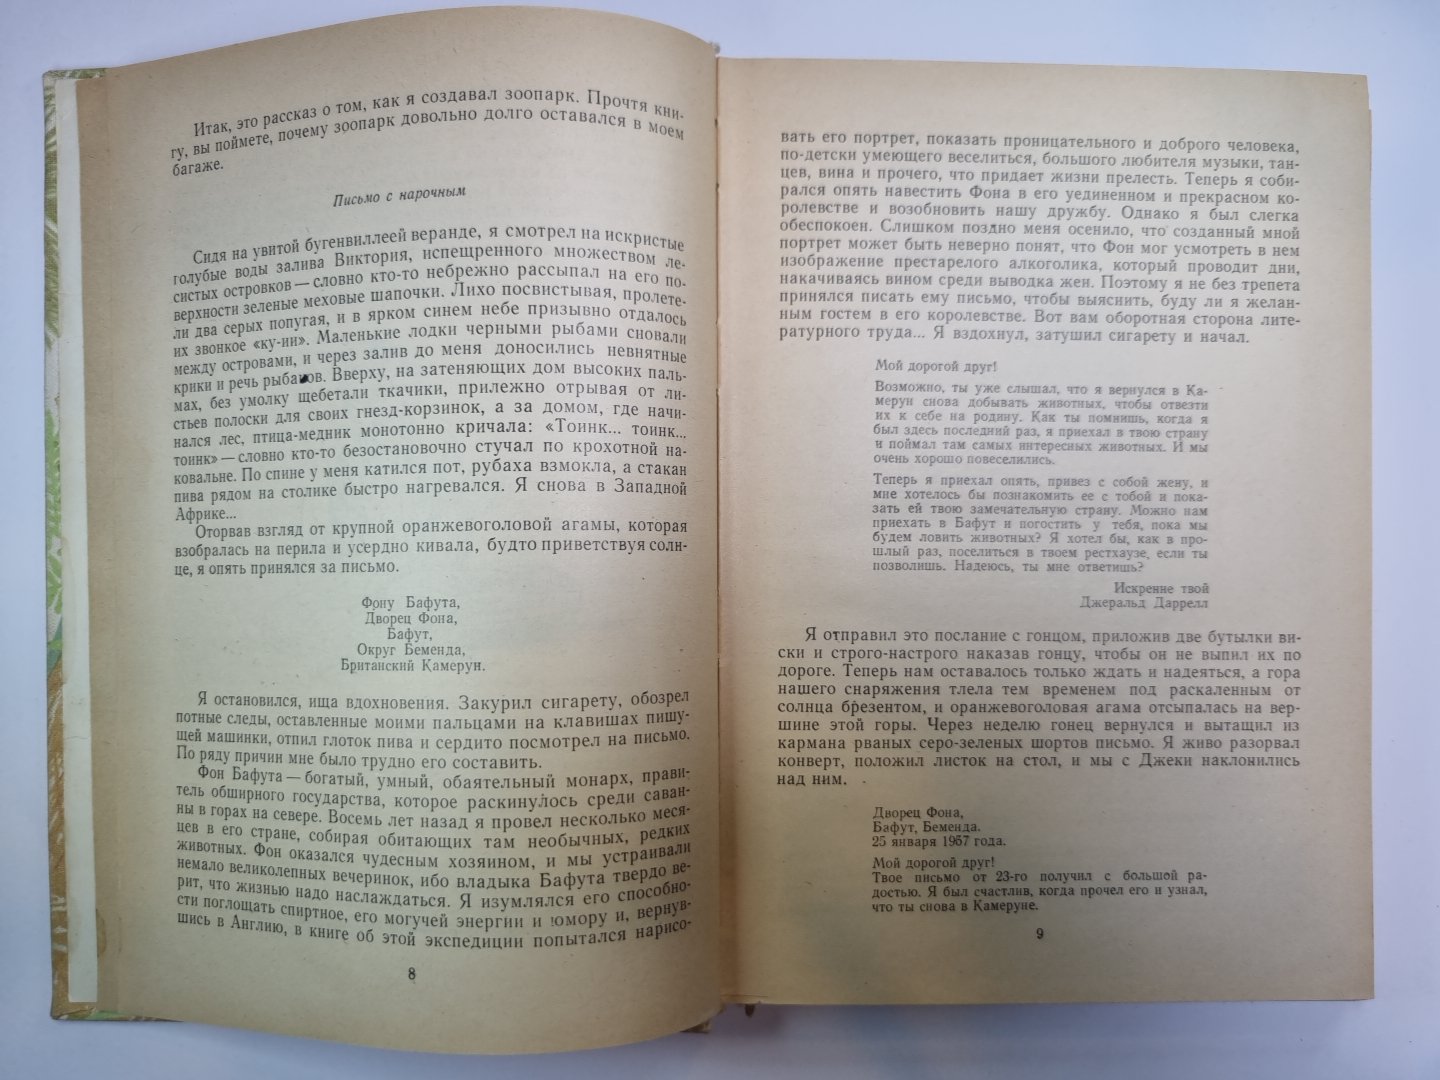 Итак, это рассказ о том, как я создавал зоопарк. Прочтя кни-
гу, вы поймете, почему зоопарк довольно долго оставался в моем
багаже.
Письмо с нарочным
Сидя на увитой бугенвиллеей веранде, я смотрел на искристые
голубые воды залива Виктория, испещренного множеством ле-
систых островков — словно кто-то небрежно рассыпал на его по-
верхности зеленые меховые шапочки. Лихо посвистывая, пролете-
ли два серых попугая, и в ярком синем небе призывно отдалось
их звонкое «ку-ии». Маленькие лодки черными рыбами сновали
между островами, и через залив до меня доносились невнятные
крики и речь рыбаков. Вверху, на затеняющих дом высоких паль-
мах, без умолку щебетали ткачики, прилежно отрывая от ли-
стьев полоски для своих гнезд-корзинок, а за домом, где начи-
нался лес, птица-медник монотонно кричала: «Тоинк... тоинк...
тоинк» — словно кто-то безостановочно стучал по крохотной на-
ковальне. По спине у меня катился пот, рубаха взмокла, а стакан
пива рядом на столике быстро нагревался. Я снова в Западной
Африке...
Оторвав взгляд от крупной оранжевоголовой агамы, которая
взобралась на перила и усердно кивала, будто приветствуя солн-
це, я опять принялся за письмо.
Фону Бафута,
Дворец Фона,
Бафут,
Округ Беменда,
Британский Камерун.
Я остановился, ища вдохновения. Закурил сигарету, обозрел
потные следы, оставленные моими пальцами на клавишах пишу-
щей машинки, отпил глоток пива и сердито посмотрел на письмо.
По ряду причин мне было трудно его составить.
Фон Бафута — богатый, умный, обаятельный монарх, прави-
тель обширного государства, которое раскинулось среди саван-
ны в горах на севере. Восемь лет назад я провел несколько меся-
цев в его стране, собирая обитающих там необычных, редких
животных. Фон оказался чудесным хозяином, и мы устраивали
немало великолепных вечеринок, ибо владыка Бафута твердо ве-
рит, что жизнью надо наслаждаться. Я изумлялся его способно-
сти поглощать спиртное, его могучей энергии и юмору и, вернув-
шись в Англию, в книге об этой экспедиции попытался нарисо-
8
вать его портрет, показать проницательного и доброго человека,
по-детски умеющего веселиться, большого любителя музыки, тан-
цев, вина и прочего, что придает жизни прелесть. Теперь я соби-
рался опять навестить Фона в его уединенном и прекрасном ко-
ролевстве и возобновить нашу дружбу. Однако я был слегка
обеспокоен. Слишком поздно меня осенило, что созданный мной
портрет может быть неверно понят, что Фон мог усмотреть в нем
изображение престарелого алкоголика, который проводит дни,
накачиваясь вином среди выводка жен. Поэтому я не без трепета
принялся писать ему письмо, чтобы выяснить, буду ли я желан-
ным гостем в его королевстве. Вот вам оборотная сторона лите-
ратурного труда... Я вздохнул, затушил сигарету и начал.
Мой дорогой друг!
Возможно, ты уже слышал, что я вернулся в Ка-
мерун снова добывать животных, чтобы отвезти
их к себе на родину. Как ты помнишь, когда я
был здесь последний раз, я приехал в твою страну
и поймал там самых интересных животных. И мы
очень хорошо повеселились.
Теперь я приехал опять, привез с собой жену, и
мне хотелось бы познакомить ее с тобой и пока-
зать ей твою замечательную страну. Можно нам
приехать в Бафут и погостить у тебя, пока мы
будем ловить животных? Я хотел бы, как в про-
шлый раз, поселиться в твоем рестхаузе, если ты
позволишь. Надеюсь, ты мне ответишь?
Искренне твой
Джеральд Даррелл
Я отправил это послание с гонцом, приложив две бутылки ви-
ски и строго-настрого наказав гонцу, чтобы он не выпил их по
дороге. Теперь нам оставалось только ждать и надеяться, а гора
нашего снаряжения тлела тем временем под раскаленным от
солнца брезентом, и оранжевоголовая агама отсыпалась на вер-
шине этой горы. Через неделю гонец вернулся и вытащил из
кармана рваных серо-зеленых шортов письмо. Я живо разорвал
конверт, положил листок на стол, и мы с Джеки наклонились
над ним.
Дворец Фона,
Бафут, Беменда.
25 января 1957 года.
Мой дорогой друг!
Твое письмо от 23-го получил с большой ра-
достью. Я был счастлив, когда прочел его и узнал,
что ты снова в Камеруне.
9